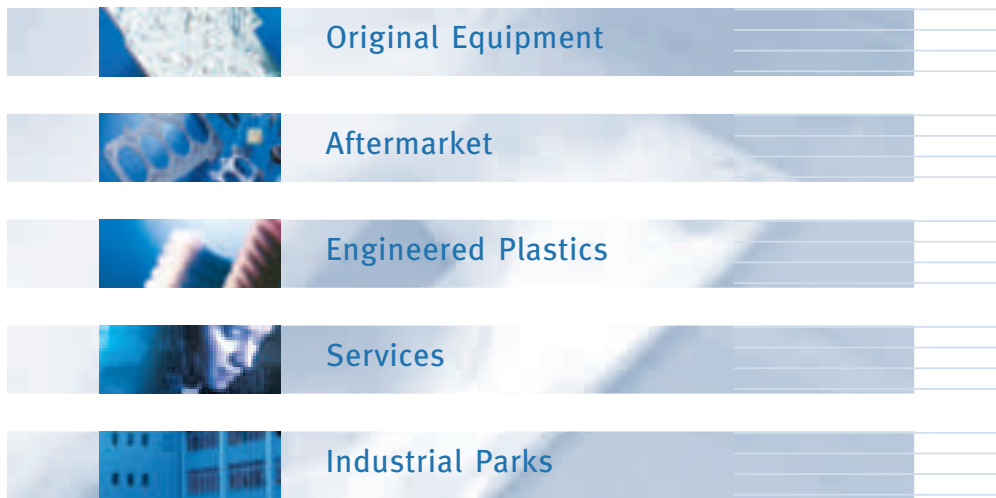 Original Equipment
Aftermarket
Engineered Plastics
Services
Industrial Parks